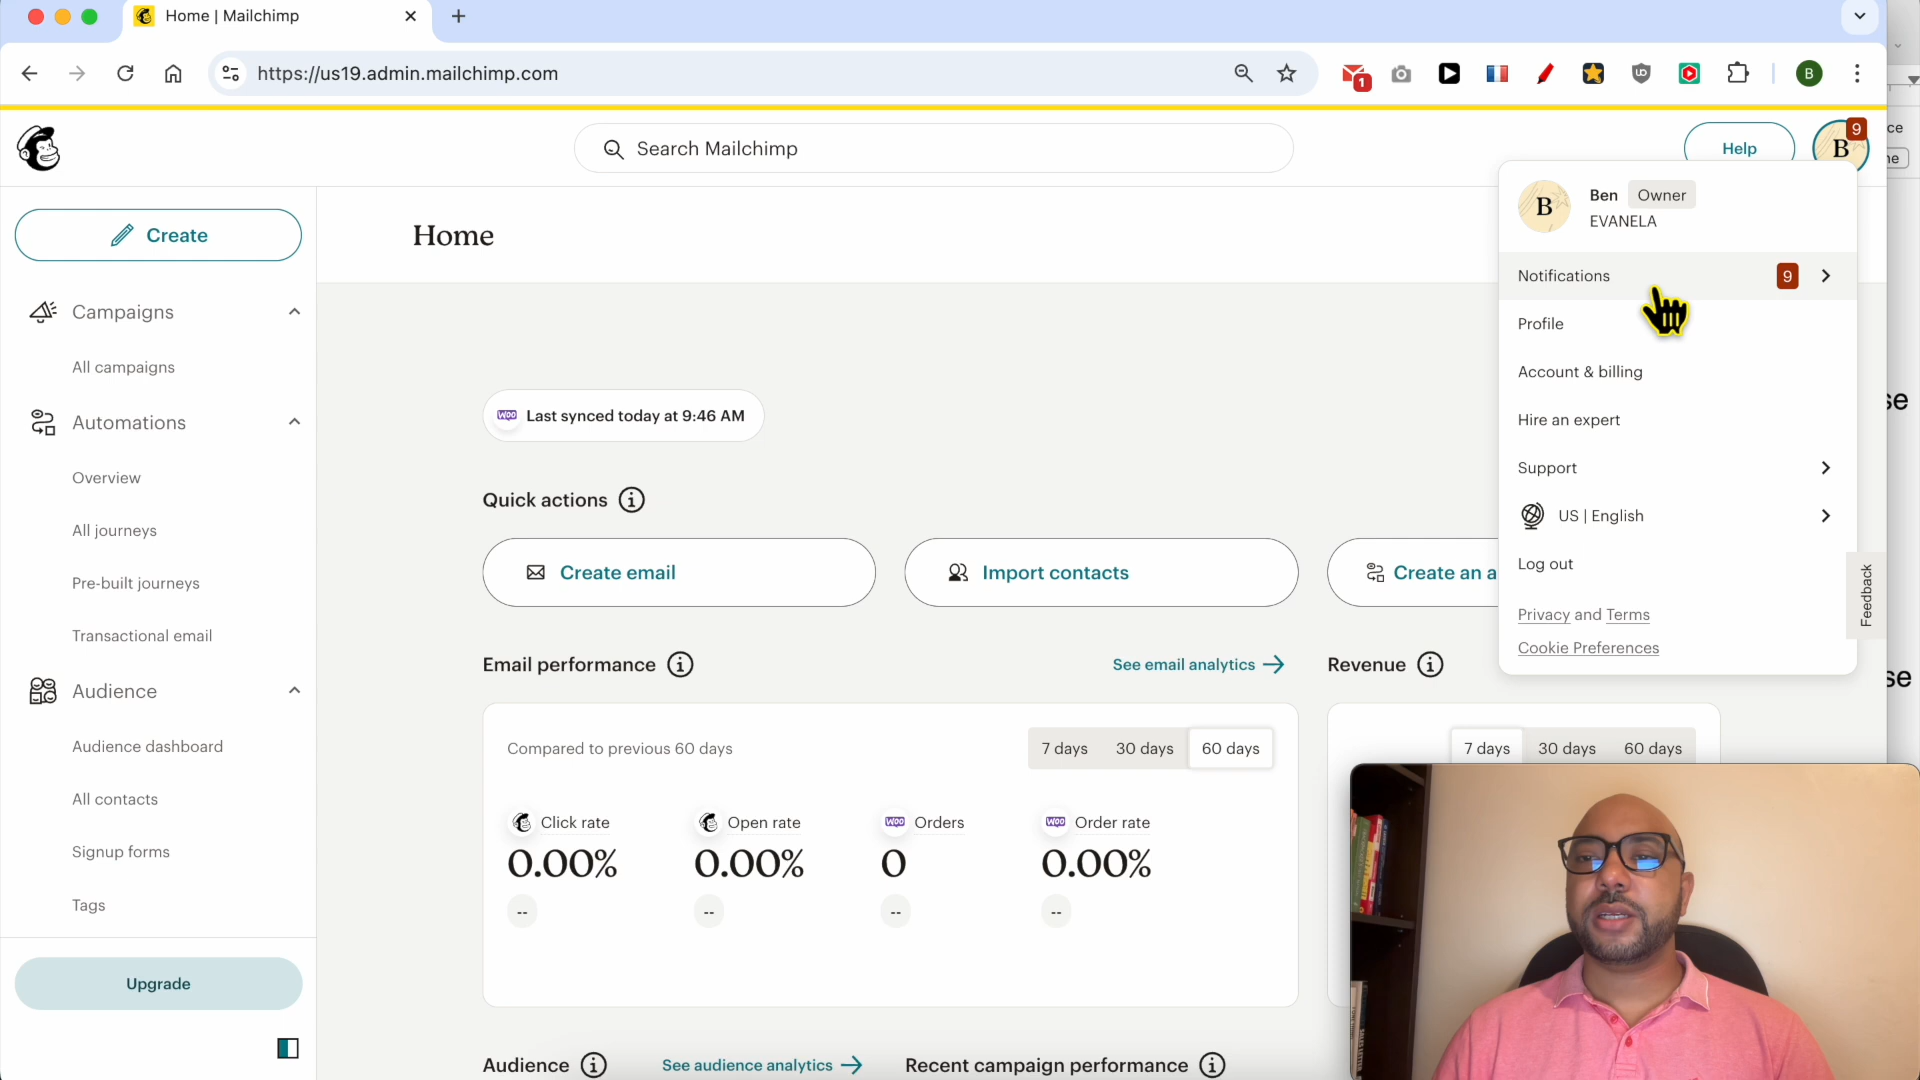 Home | Mailchimp
https://us19.admin.mailchimp.com
1
B
Search Mailchimp
Help
B
9
ce
Create
Home
B
Ben
Owner
EVANELA
Campaigns
Notifications
9
Profile
All campaigns
Account & billing
se
Automations
Last synced today at 9:46 AM
Hire an expert
Overview
Support
Quick actions
US | English
All journeys
Create email
Import contacts
Create an a
Log out
Pre-built journeys
Feedback
Privacy and Terms
Transactional email
Cookie Preferences
Email performance
See email analytics
Revenue
se
Audience
Audience dashboard
Compared to previous 60 days
7 days
30 days
60 days
7 days
30 days
60 days
All contacts
Click rate
Open rate
WOO
Orders
WOO
Order rate
0.00%
0.00%
0
0.00%
Signup forms
Tags
--
--
--
--
Upgrade
Audience
See audience analytics
Recent campaign performance